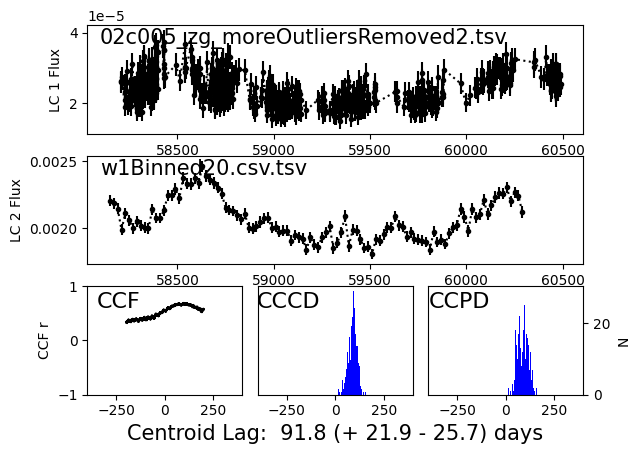 1e−5
02c005_zg_moreOutliersRemoved2.tsv
LC 1 Flux
4
2
58500 59000 59500 60000 60500
w1Binned20.csv.tsv
LC 2 Flux
0.0025
0.0020
58500 59000 59500 60000 60500
CCF
CCCD
CCPD
CCF r
1
0
−1
20
0
N
−250 0 250
−250 0 250
−250 0 250
Centroid Lag: 91.8 (+ 21.9 - 25.7) days